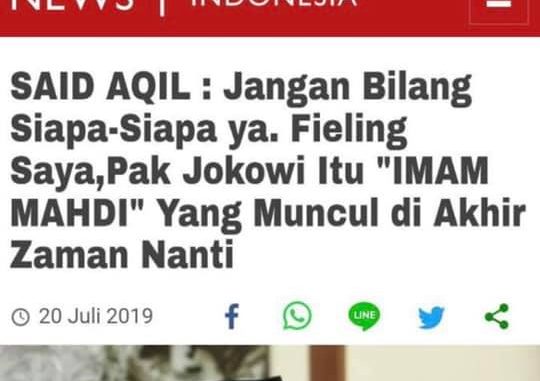 NEWS | INDONESIA
SAID AQIL : Jangan Bilang
Siapa-Siapa ya. Fieling
Saya,Pak Jokowi Itu "IMAM
MAHDI" Yang Muncul di Akhir
Zaman Nanti
20 Juli 2019
LINE